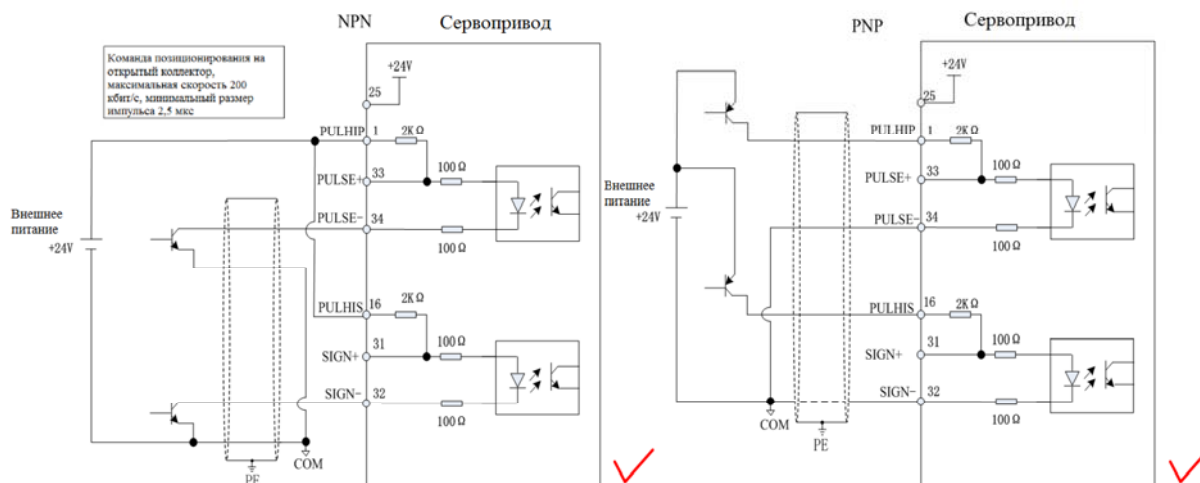 NPN
Сервопривод
Команда позиционирования на
открытый коллектор,
максимальная скорость 200
кбит/с, минимальный размер
импульса 2,5 мкс
+24V
25
PULHIP
1
2K Ω
PULSE+
33
100 Ω
PULSE−
34
100 Ω
Внешнее
питание
+24V
PULHIS
16
2K Ω
SIGN+
31
100 Ω
SIGN−
32
100 Ω
COM
PE
PNP
Сервопривод
+24V
25
PULHIP
1
2K Ω
PULSE+
33
100 Ω
PULSE−
34
100 Ω
Внешнее
питание
+24V
PULHIS
16
2K Ω
SIGN+
31
100 Ω
SIGN−
32
100 Ω
COM
PE